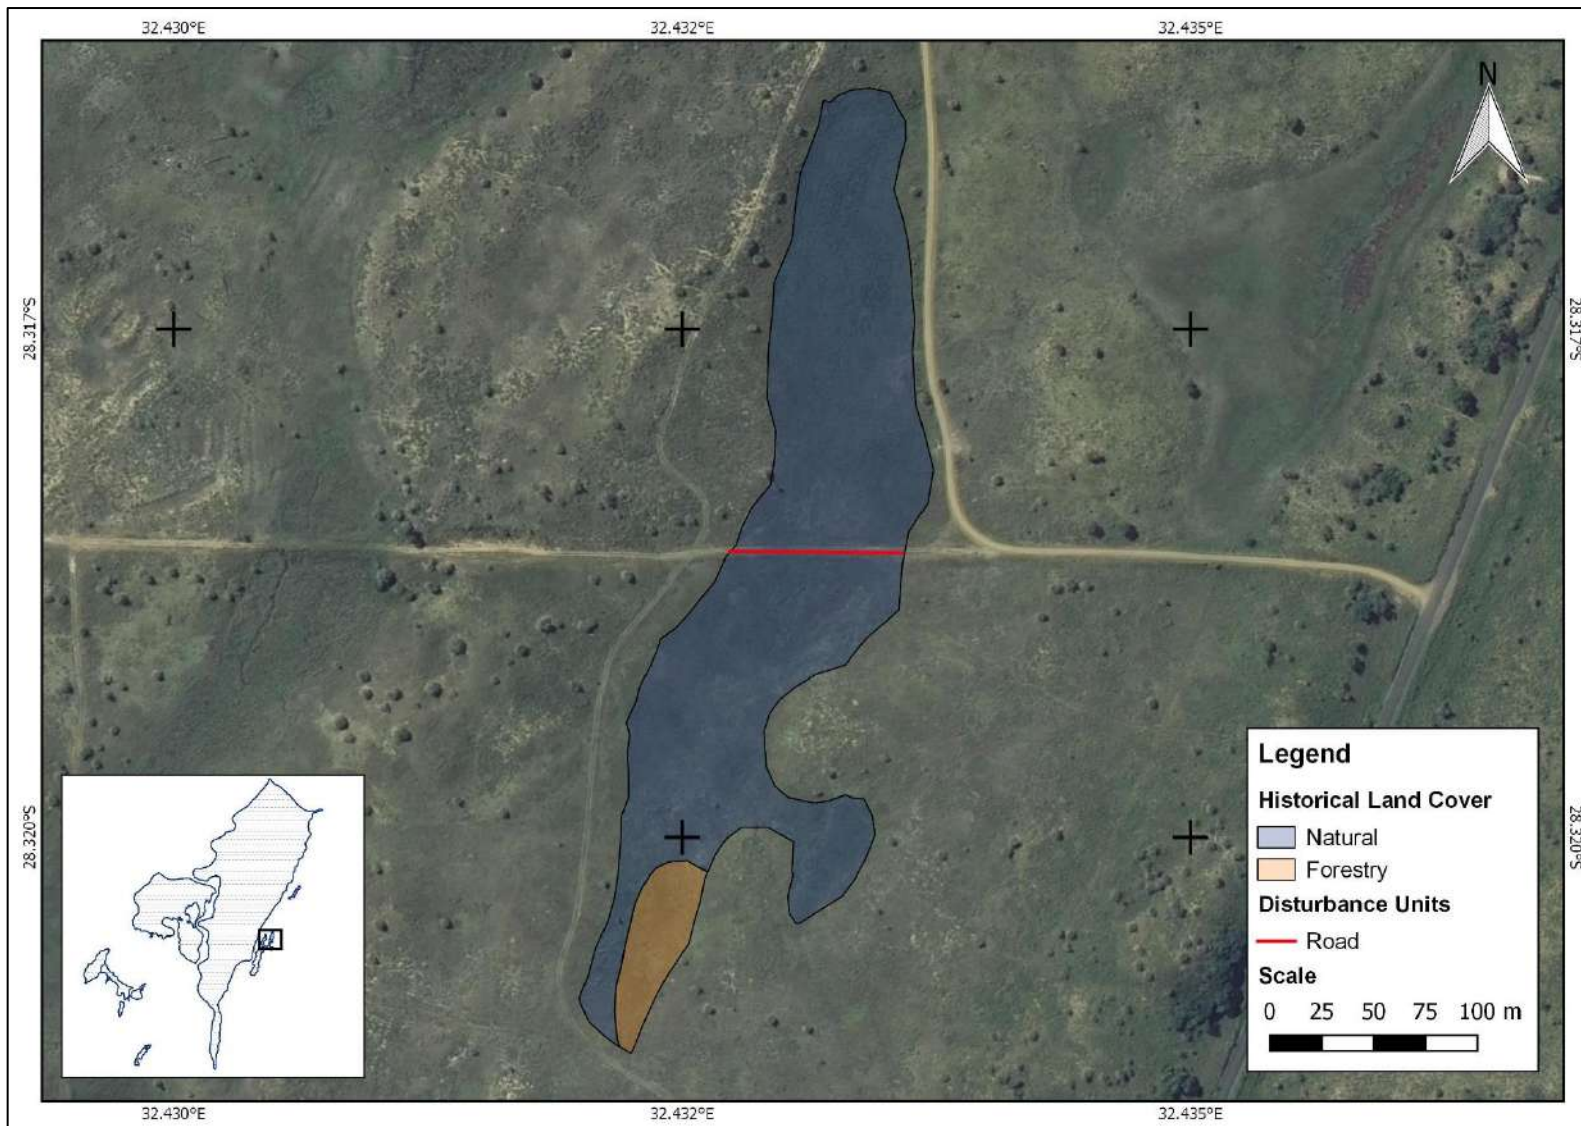 32.430°E 32.432°E 32.435°E
N
28.317°S 28.317°S
28.320°S 28.320°S
Legend
Historical Land Cover
Natural
Forestry
Disturbance Units
Road
Scale
0 25 50 75 100 m
32.430°E 32.432°E 32.435°E